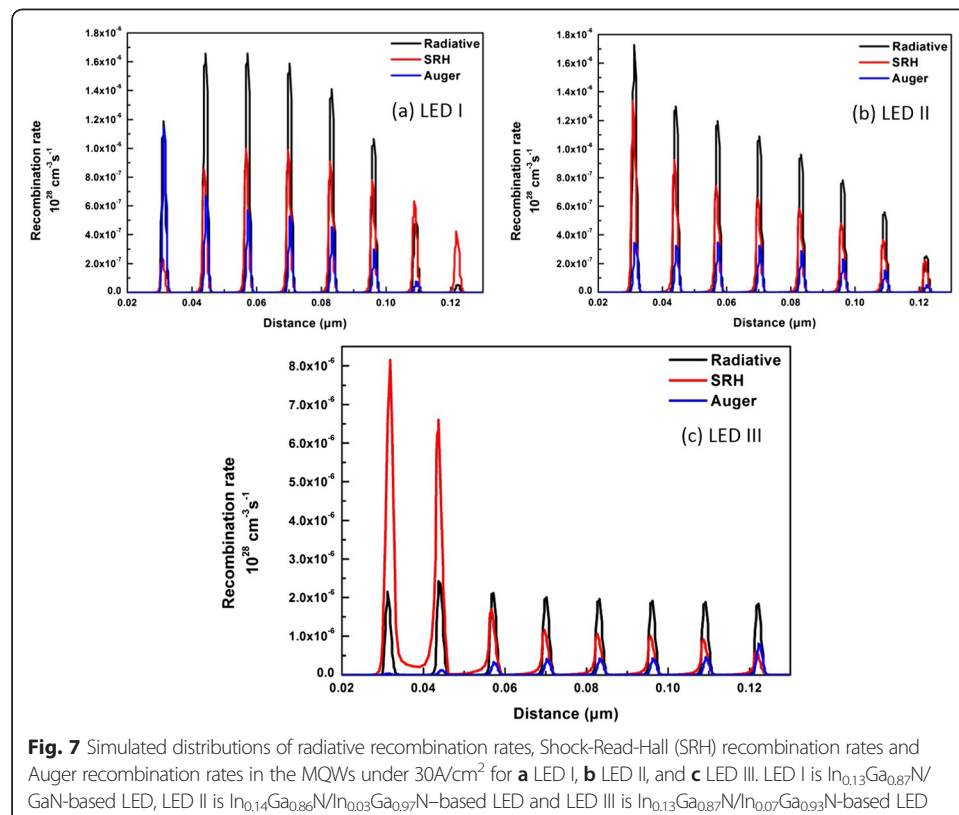 1.8x10⁻⁶
1.6x10⁻⁶
1.4x10⁻⁶
1.2x10⁻⁶
1.0x10⁻⁶
8.0x10⁻⁷
6.0x10⁻⁷
4.0x10⁻⁷
2.0x10⁻⁷
0.0
Recombination rate
10²⁸ cm⁻³s⁻¹
Radiative
SRH
Auger
(a) LED I
0.02 0.04 0.06 0.08 0.10 0.12
Distance (μm)
1.8x10⁻⁶
1.6x10⁻⁶
1.4x10⁻⁶
1.2x10⁻⁶
1.0x10⁻⁶
8.0x10⁻⁷
6.0x10⁻⁷
4.0x10⁻⁷
2.0x10⁻⁷
0.0
Recombination rate
10²⁸ cm⁻³s⁻¹
Radiative
SRH
Auger
(b) LED II
0.02 0.04 0.06 0.08 0.10 0.12
Distance (μm)
8.0x10⁻⁶
7.0x10⁻⁶
6.0x10⁻⁶
5.0x10⁻⁶
4.0x10⁻⁶
3.0x10⁻⁶
2.0x10⁻⁶
1.0x10⁻⁶
0.0
Recombination rate
10²⁸ cm⁻³s⁻¹
Radiative
SRH
Auger
(c) LED III
0.02 0.04 0.06 0.08 0.10 0.12
Distance (μm)
Fig. 7 Simulated distributions of radiative recombination rates, Shock-Read-Hall (SRH) recombination rates and
Auger recombination rates in the MQWs under 30A/cm² for a LED I, b LED II, and c LED III. LED I is In₀.₁₃Ga₀.₈₇N/
GaN-based LED, LED II is In₀.₁₄Ga₀.₈₆N/In₀.₀₃Ga₀.₉₇N–based LED and LED III is In₀.₁₃Ga₀.₈₇N/In₀.₀₇Ga₀.₉₃N-based LED